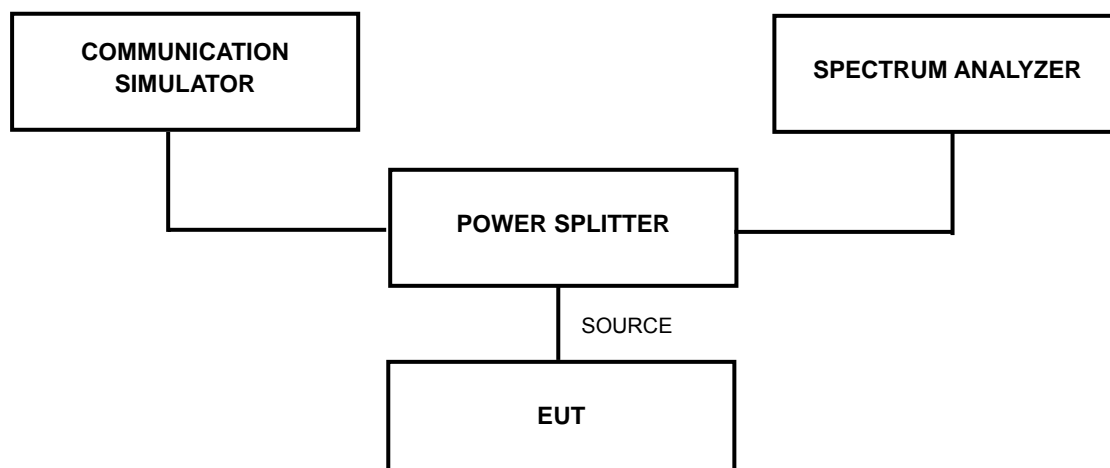 COMMUNICATION
SIMULATOR
SPECTRUM ANALYZER
POWER SPLITTER
SOURCE
EUT